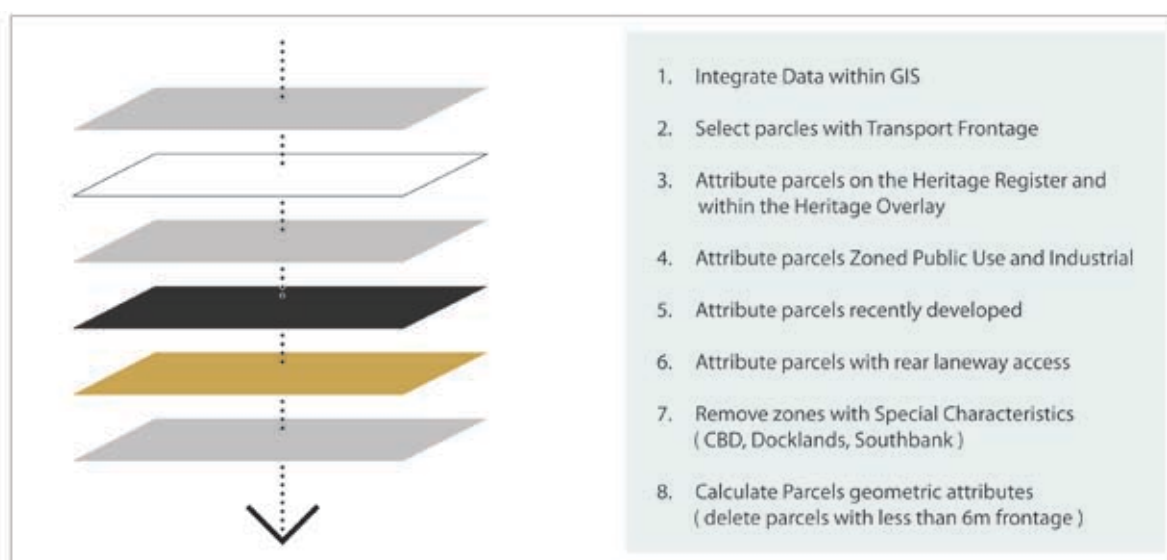 1. Integrate Data within GIS
2. Select parcles with Transport Frontage
3. Attribute parcels on the Heritage Register and
within the Heritage Overlay
4. Attribute parcels Zoned Public Use and Industrial
5. Attribute parcels recently developed
6. Attribute parcels with rear laneway access
7. Remove zones with Special Characteristics
( CBD, Docklands, Southbank )
8. Calculate Parcels geometric attributes
( delete parcels with less than 6m frontage )